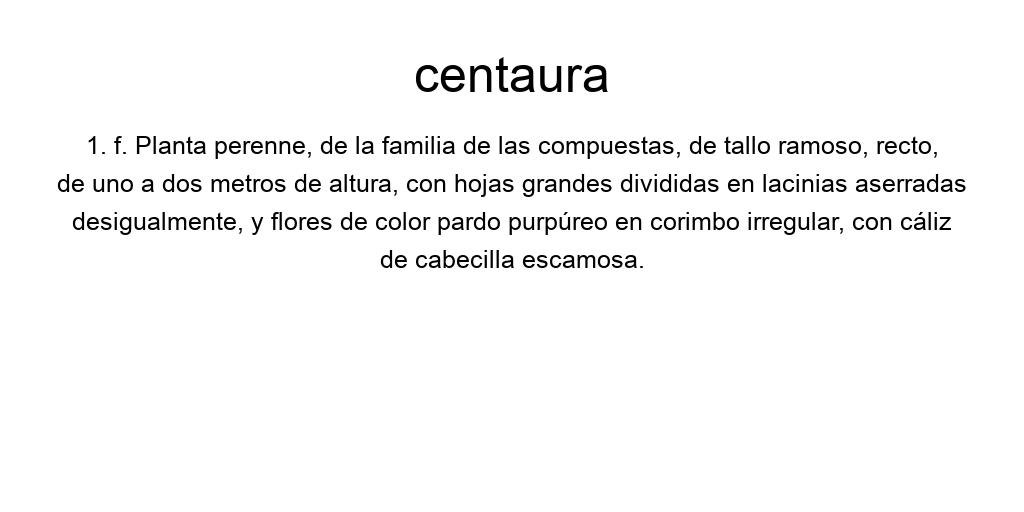 centaura
1. f. Planta perenne, de la familia de las compuestas, de tallo ramoso, recto,
de uno a dos metros de altura, con hojas grandes divididas en lacinias aserradas
desigualmente, y flores de color pardo purpúreo en corimbo irregular, con cáliz
de cabecilla escamosa.